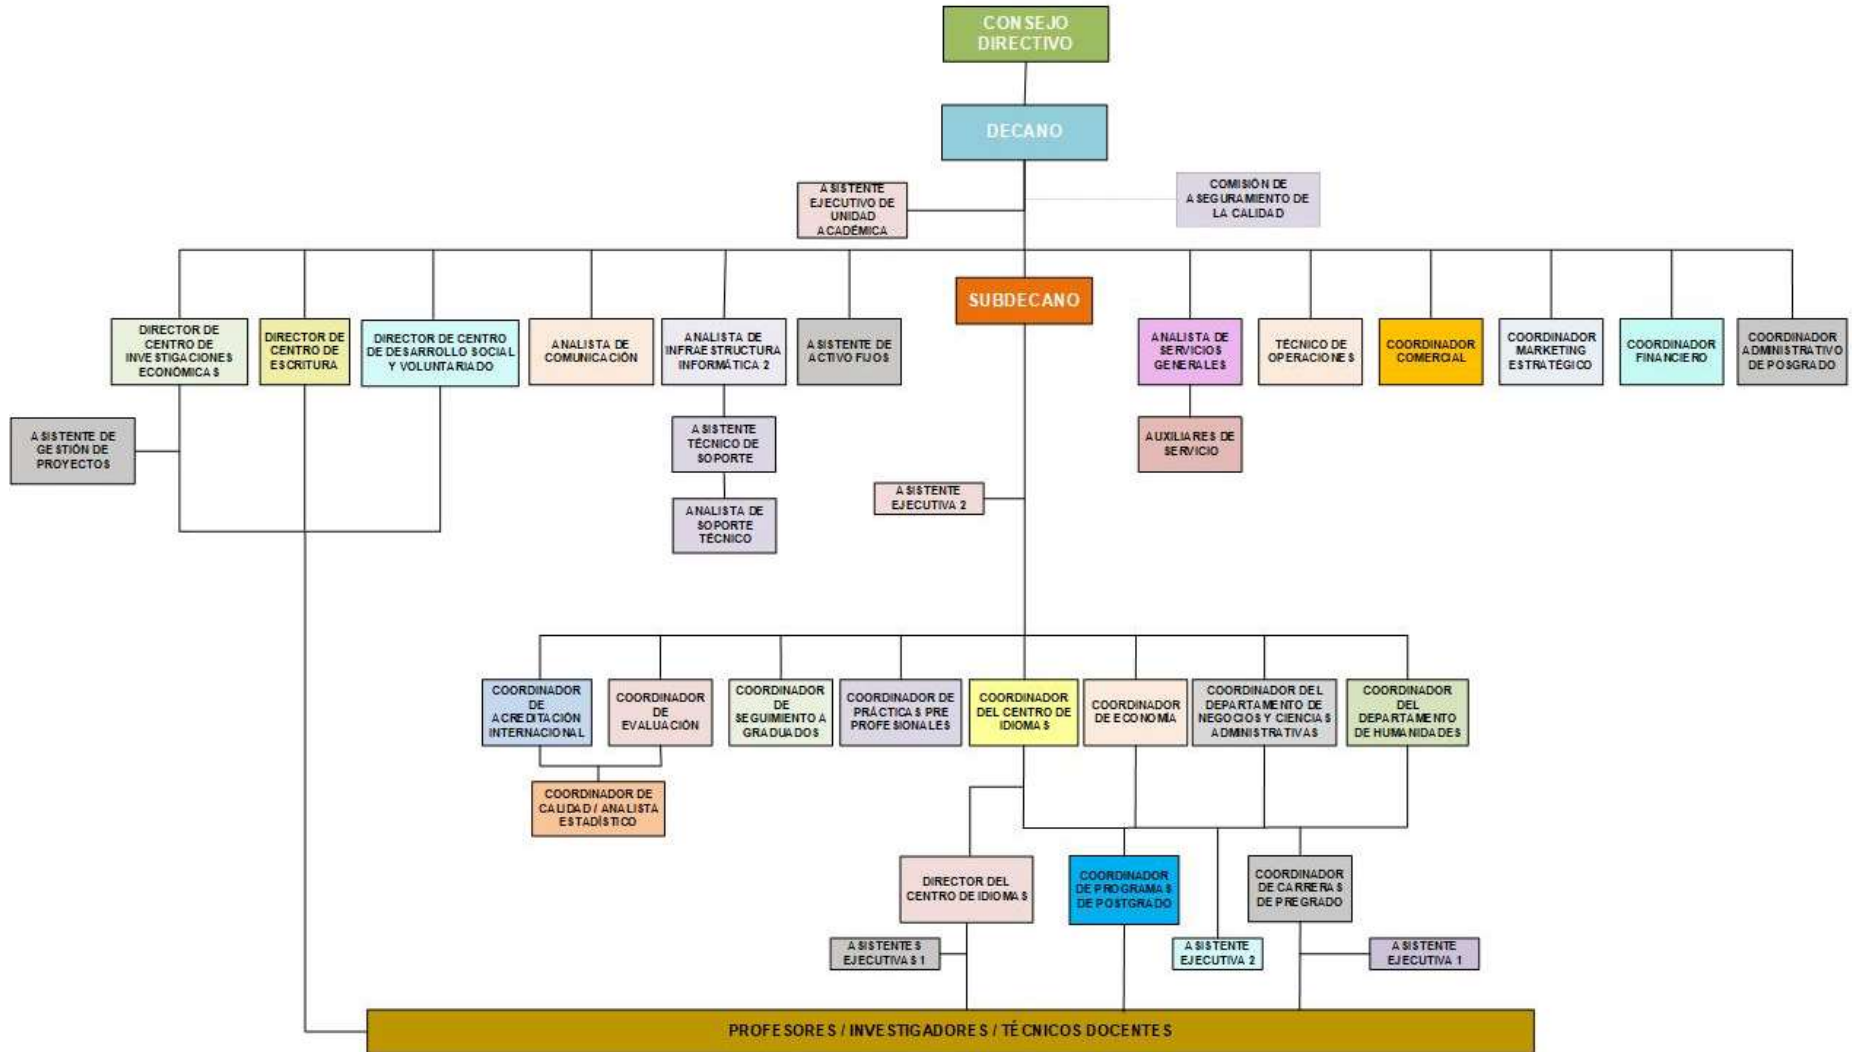 CONSEJO
DIRECTIVO
DECANO
ASISTENTE
EJECUTIVO DE
UNIDAD
ACADÉMICA
COMISIÓN DE
ASEGURAMIENTO DE
LA CALIDAD
SUBDECANO
DIRECTOR DE
CENTRO DE
INVESTIGACIONES
ECONÓMICAS
DIRECTOR DE
CENTRO DE
ESCRITURA
DIRECTOR DE CENTRO
DE DESARROLLO SOCIAL
Y VOLUNTARIADO
ANALISTA DE
COMUNICACIÓN
ANALISTA DE
INFRAESTRUCTURA
INFORMÁTICA 2
ASISTENTE DE
ACTIVO FIJOS
ANALISTA DE
SERVICIOS
GENERALES
TÉCNICO DE
OPERACIONES
COORDINADOR
COMERCIAL
COORDINADOR
MARKETING
ESTRATÉGICO
COORDINADOR
FINANCIERO
COORDINADOR
ADMINISTRATIVO
DE POSGRADO
ASISTENTE DE
GESTIÓN DE
PROYECTOS
ASISTENTE
TÉCNICO DE
SOPORTE
AUXILIARES DE
SERVICIO
ASISTENTE
EJECUTIVA 2
ANALISTA DE
SOPORTE
TÉCNICO
COORDINADOR
DE
ACREDITACIÓN
INTERNACIONAL
COORDINADOR
DE
EVALUACIÓN
COORDINADOR
DE
SEGUIMIENTO A
GRADUADOS
COORDINADOR DE
PRÁCTICAS PRE
PROFESIONALES
COORDINADOR
DEL CENTRO DE
IDIOMAS
COORDINADOR
DE ECONOMÍA
COORDINADOR DEL
DEPARTAMENTO DE
NEGOCIOS Y CIENCIAS
ADMINISTRATIVAS
COORDINADOR
DEL
DEPARTAMENTO
DE HUMANIDADES
COORDINADOR DE
CALIDAD / ANALISTA
ESTADÍSTICO
DIRECTOR DEL
CENTRO DE IDIOMAS
COORDINADOR
DE PROGRAMAS
DE POSTGRADO
COORDINADOR
DE CARRERAS
DE PREGRADO
ASISTENTES
EJECUTIVAS 1
ASISTENTE
EJECUTIVA 2
ASISTENTE
EJECUTIVA 1
PROFESORES / INVESTIGADORES / TÉCNICOS DOCENTES